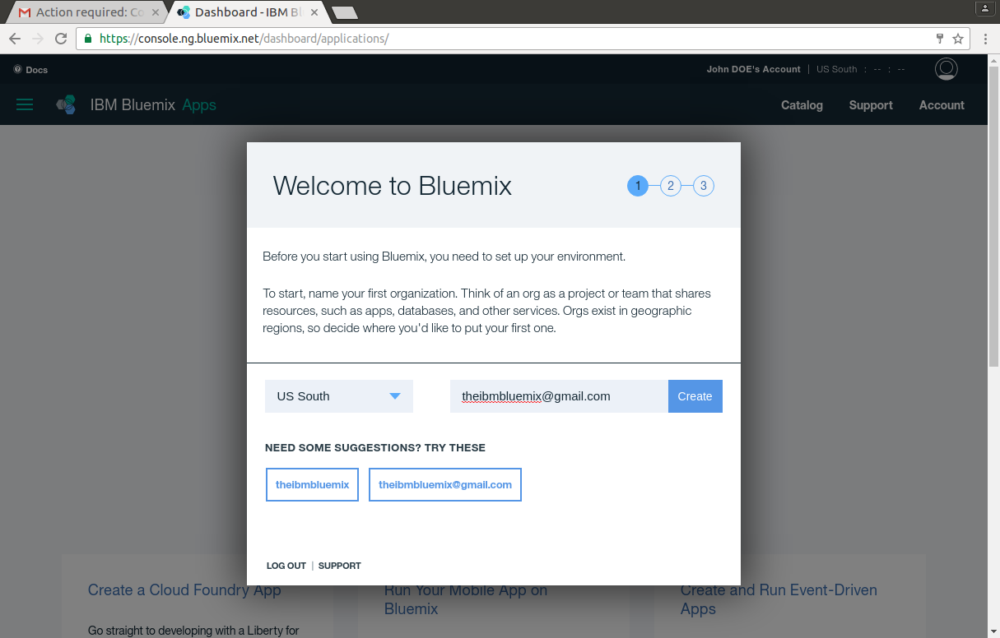 Action required: Co
Dashboard - IBM Bl
https://console.ng.bluemix.net/dashboard/applications/
Docs
John DOE's Account | US South : -- : --
IBM Bluemix Apps
Catalog Support Account
Welcome to Bluemix
1 2 3
Before you start using Bluemix, you need to set up your environment.
To start, name your first organization. Think of an org as a project or team that shares
resources, such as apps, databases, and other services. Orgs exist in geographic
regions, so decide where you'd like to put your first one.
US South
theibmbluemix@gmail.com
Create
NEED SOME SUGGESTIONS? TRY THESE
theibmbluemix
theibmbluemix@gmail.com
LOG OUT | SUPPORT
Create a Cloud Foundry App
Go straight to developing with a Liberty for
Run Your Mobile App on
Bluemix
Create and Run Event-Driven
Apps